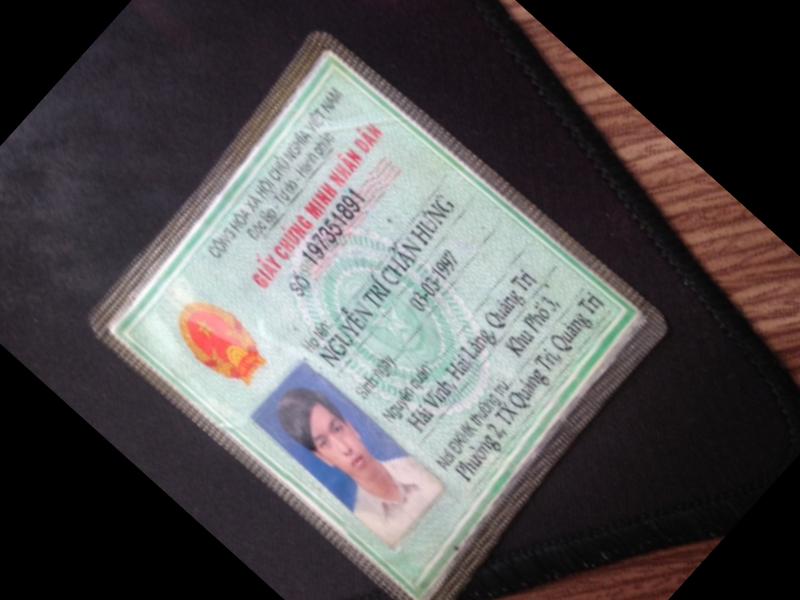 CỘNG HÒA XÃ HỘI CHỦ NGHĨA VIỆT NAM
Độc lập - Tự do - Hạnh phúc
GIẤY CHỨNG MINH NHÂN DÂN
SỐ 197351891
Họ tên:
NGUYỄN TRÍ CHẤN HƯNG
Sinh ngày 03-03-1997
Nguyên quán:
Hải Vĩnh, Hải Lăng, Quảng Trị
Nơi ĐKHK thường trú: Khu Phố 3,
Phường 2, TX Quảng Trị, Quảng Trị